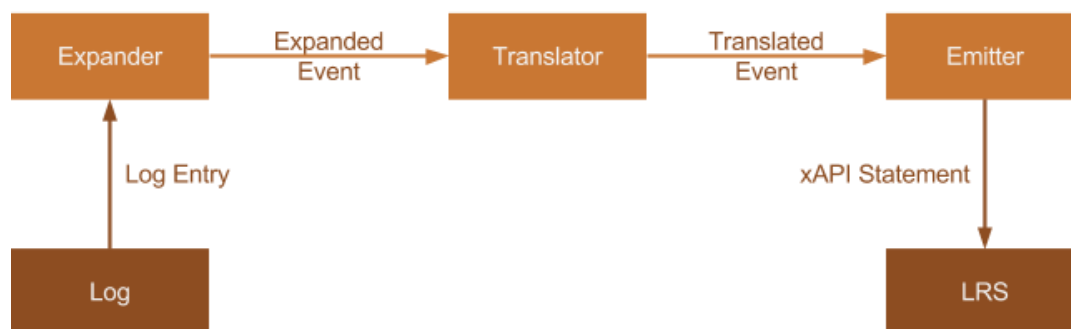 Expander
Expanded
Event
Translator
Translated
Event
Emitter
Log Entry
xAPI Statement
Log
LRS